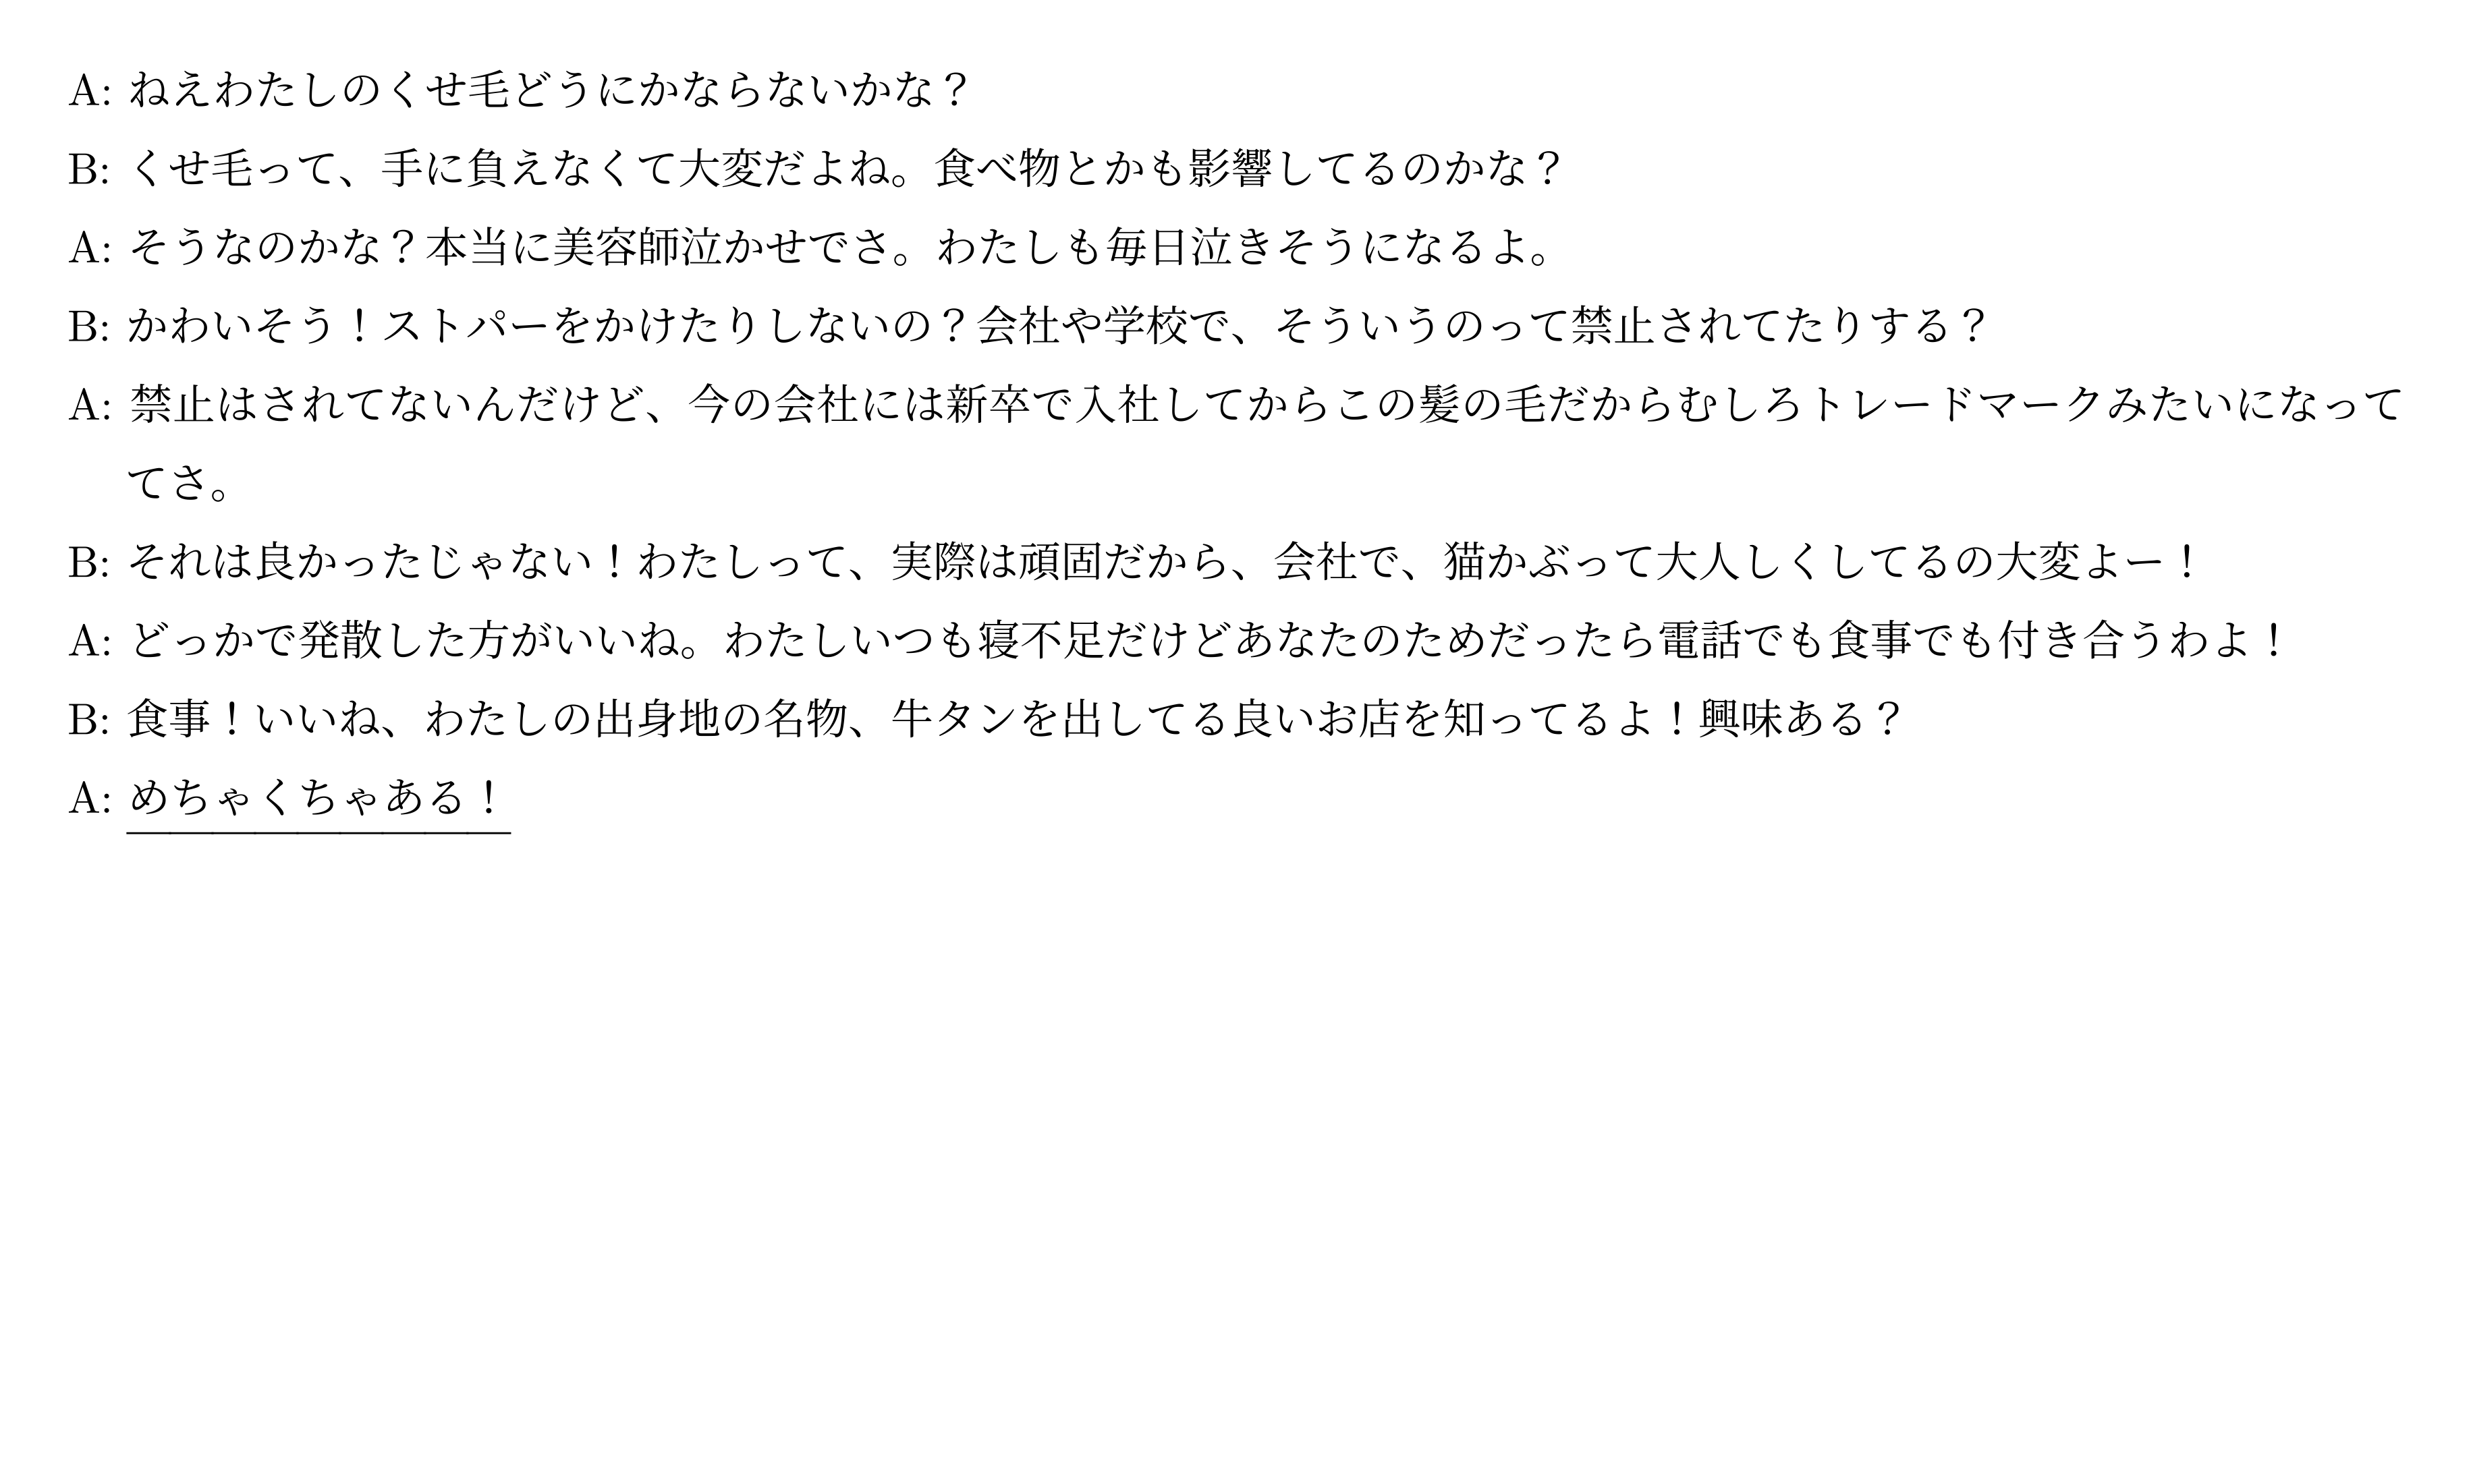 A: ねえわたしのくせ毛どうにかならないかな？
B: くせ毛って、手に負えなくて大変だよね。食べ物とかも影響してるのかな？
A: そうなのかな？本当に美容師泣かせでさ。わたしも毎日泣きそうになるよ。
B: かわいそう！ストパーをかけたりしないの？会社や学校で、そういうのって禁止されてたりする？
A: 禁止はされてないんだけど、今の会社には新卒で入社してからこの髪の毛だからむしろトレードマークみたいになって
てさ。
B: それは良かったじゃない！わたしって、実際は頑固だから、会社で、猫かぶって大人しくしてるの大変よー！
A: どっかで発散した方がいいね。わたしいつも寝不足だけどあなたのためだったら電話でも食事でも付き合うわよ！
B: 食事！いいね、わたしの出身地の名物、牛タンを出してる良いお店を知ってるよ！興味ある？
A: めちゃくちゃある！